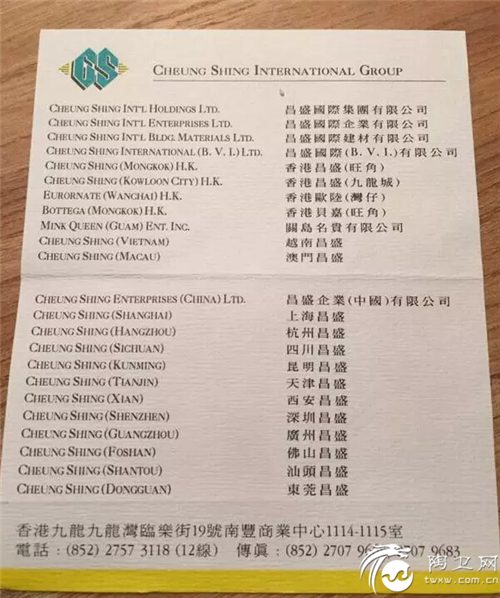 CS
CHEUNG SHING INTERNATIONAL GROUP
CHEUNG SHING INT'L HOLDINGS LTD. 昌盛國際集團有限公司
CHEUNG SHING INT'L ENTERPRISES LTD. 昌盛國際企業有限公司
CHEUNG SHING INT'L BLDG. MATERIALS LTD. 昌盛國際建材有限公司
CHEUNG SHING INTERNATIONAL (B. V. I.) LTD. 昌盛國際(B. V. I.)有限公司
CHEUNG SHING (MONGKOK) H.K. 香港昌盛(旺角)
CHEUNG SHING (KOWLOON CITY) H.K. 香港昌盛(九龍城)
EURORNATE (WANCHAI) H.K. 香港歐陸(灣仔)
BOTTEGA (MONGKOK) H.K. 香港貝嘉(旺角)
MINK QUEEN (GUAM) ENT. INC. 關島名貴有限公司
CHEUNG SHING (VIETNAM) 越南昌盛
CHEUNG SHING (MACAU) 澳門昌盛
CHEUNG SHING ENTERPRISES (CHINA) LTD. 昌盛企業(中國)有限公司
CHEUNG SHING (SHANGHAI) 上海昌盛
CHEUNG SHING (HANGZHOU) 杭州昌盛
CHEUNG SHING (SICHUAN) 四川昌盛
CHEUNG SHING (KUNMING) 昆明昌盛
CHEUNG SHING (TIANJIN) 天津昌盛
CHEUNG SHING (XIAN) 西安昌盛
CHEUNG SHING (SHENZHEN) 深圳昌盛
CHEUNG SHING (GUANGZHOU) 廣州昌盛
CHEUNG SHING (FOSHAN) 佛山昌盛
CHEUNG SHING (SHANTOU) 汕頭昌盛
CHEUNG SHING (DONGGUAN) 東莞昌盛
香港九龍九龍灣臨樂街19號南豐商業中心1114-1115室
電話 : (852) 2757 3118 (12線) 傳眞 : (852) 2707 9683
陶卫网
www.twxw.com.cn